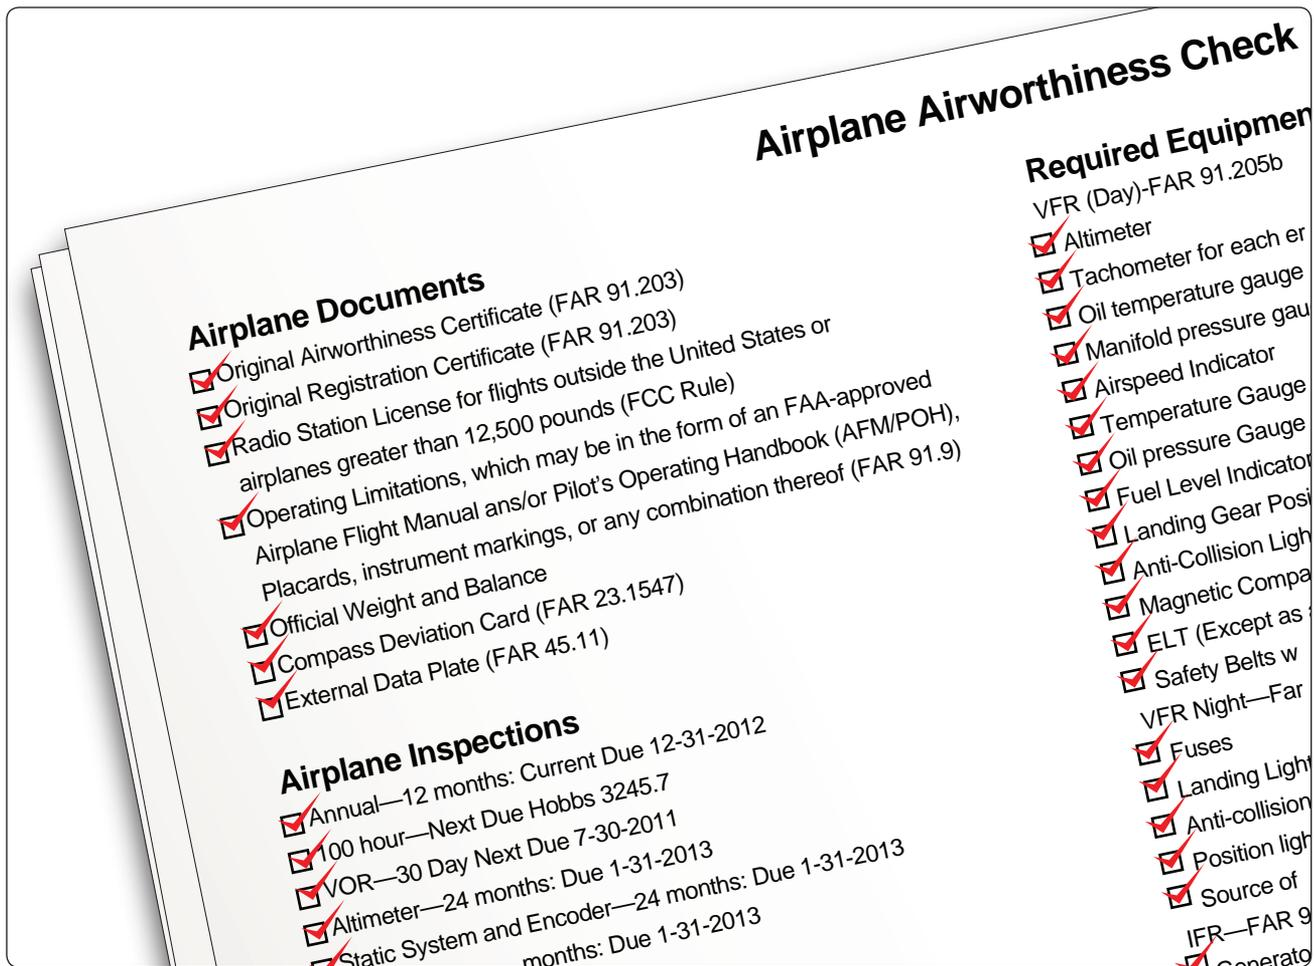 Airplane Airworthiness Check
Airplane Documents
Original Airworthiness Certificate (FAR 91.203)
Original Registration Certificate (FAR 91.203)
Radio Station License for flights outside the United States or
airplanes greater than 12,500 pounds (FCC Rule)
Operating Limitations, which may be in the form of an FAA-approved
Airplane Flight Manual ans/or Pilot’s Operating Handbook (AFM/POH),
Placards, instrument markings, or any combination thereof (FAR 91.9)
Official Weight and Balance
Compass Deviation Card (FAR 23.1547)
External Data Plate (FAR 45.11)
Airplane Inspections
Annual—12 months: Current Due 12-31-2012
100 hour—Next Due Hobbs 3245.7
VOR—30 Day Next Due 7-30-2011
Altimeter—24 months: Due 1-31-2013
Static System and Encoder—24 months: Due 1-31-2013
months: Due 1-31-2013
Required
VFR (Day)-FAR 91.205b
Altimeter
Tachometer for each
Oil temperature gauge
Manifold pressure
Airspeed Indicator
Temperature Gauge
Oil pressure Gauge
Fuel Level Indicator
Landing Gear
Anti-Collision
Magnetic
ELT (Except as
Safety Belts w
VFR Night—Far
Fuses
Landing
Anti-collision
Position
Source of
IFR—FAR 9